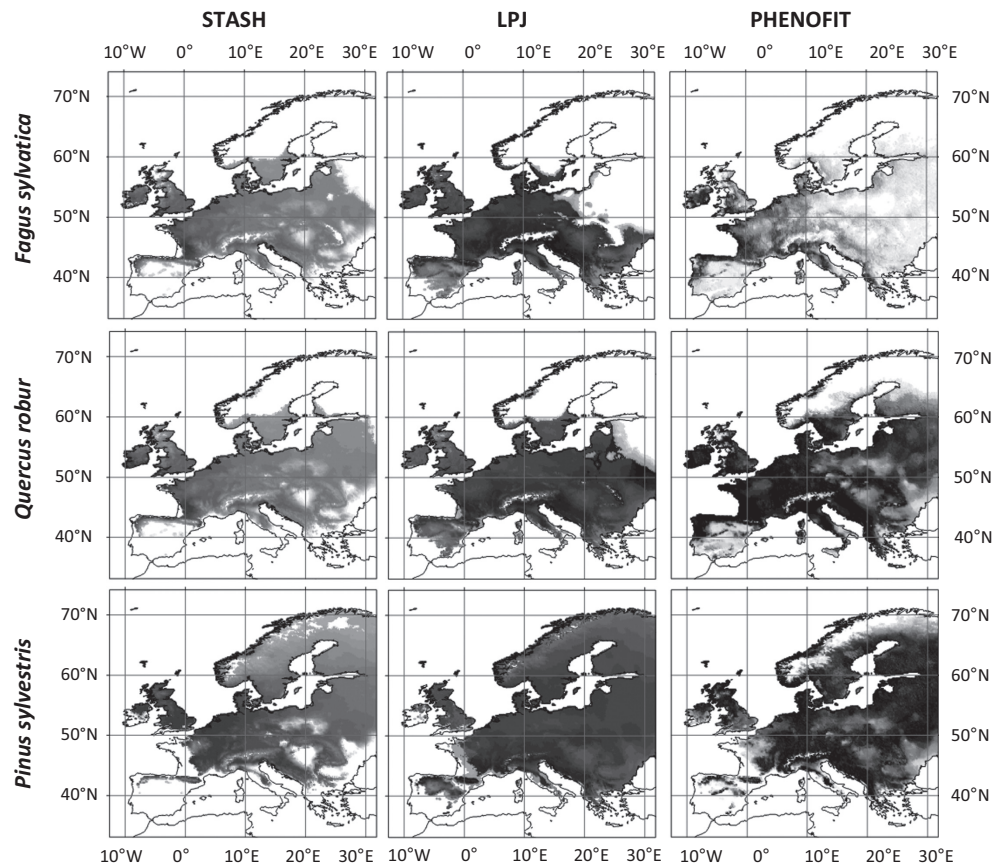 STASH LPJ PHENOFIT
10°W 0° 10°E 20°E 30°E 10°W 0° 10°E 20°E 30°E 10°W 0° 10°E 20°E 30°E
Fagus sylvatica
70°N 70°N
60°N 60°N
50°N 50°N
40°N 40°N
Quercus robur
70°N 70°N
60°N 60°N
50°N 50°N
40°N 40°N
Pinus sylvestris
70°N 70°N
60°N 60°N
50°N 50°N
40°N 40°N
10°W 0° 10°E 20°E 30°E 10°W 0° 10°E 20°E 30°E 10°W 0° 10°E 20°E 30°E